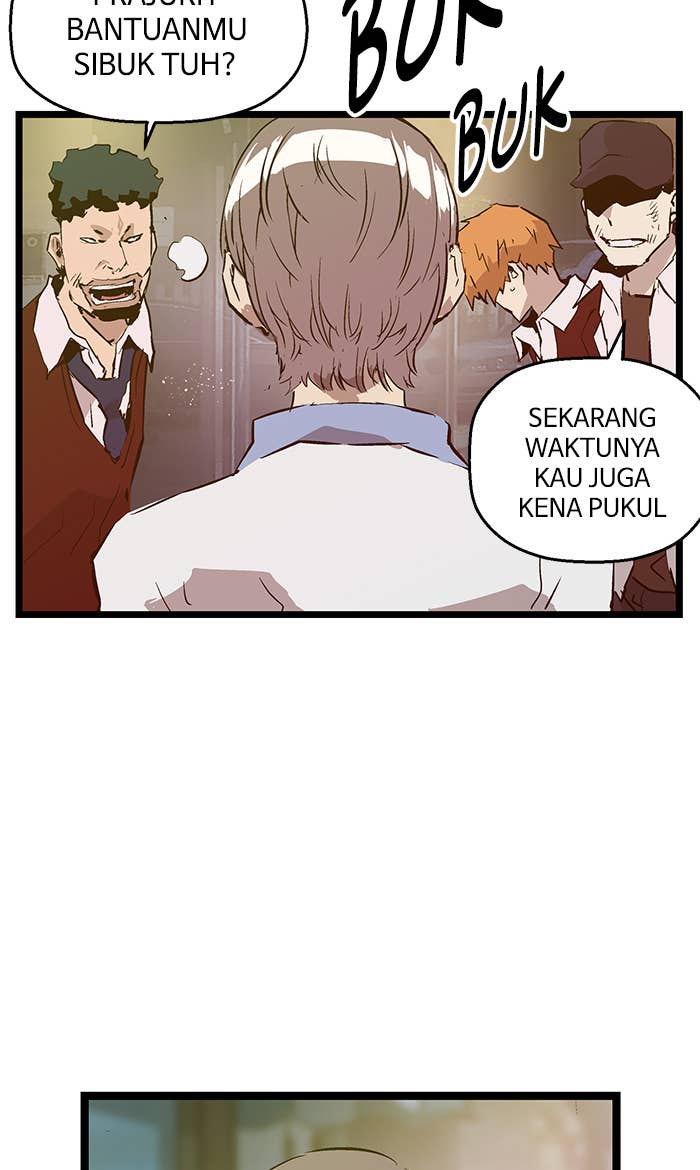 BANTUANMU
SIBUK TUH?
BUK
BUK
SEKARANG
WAKTUNYA
KAU JUGA
KENA PUKUL